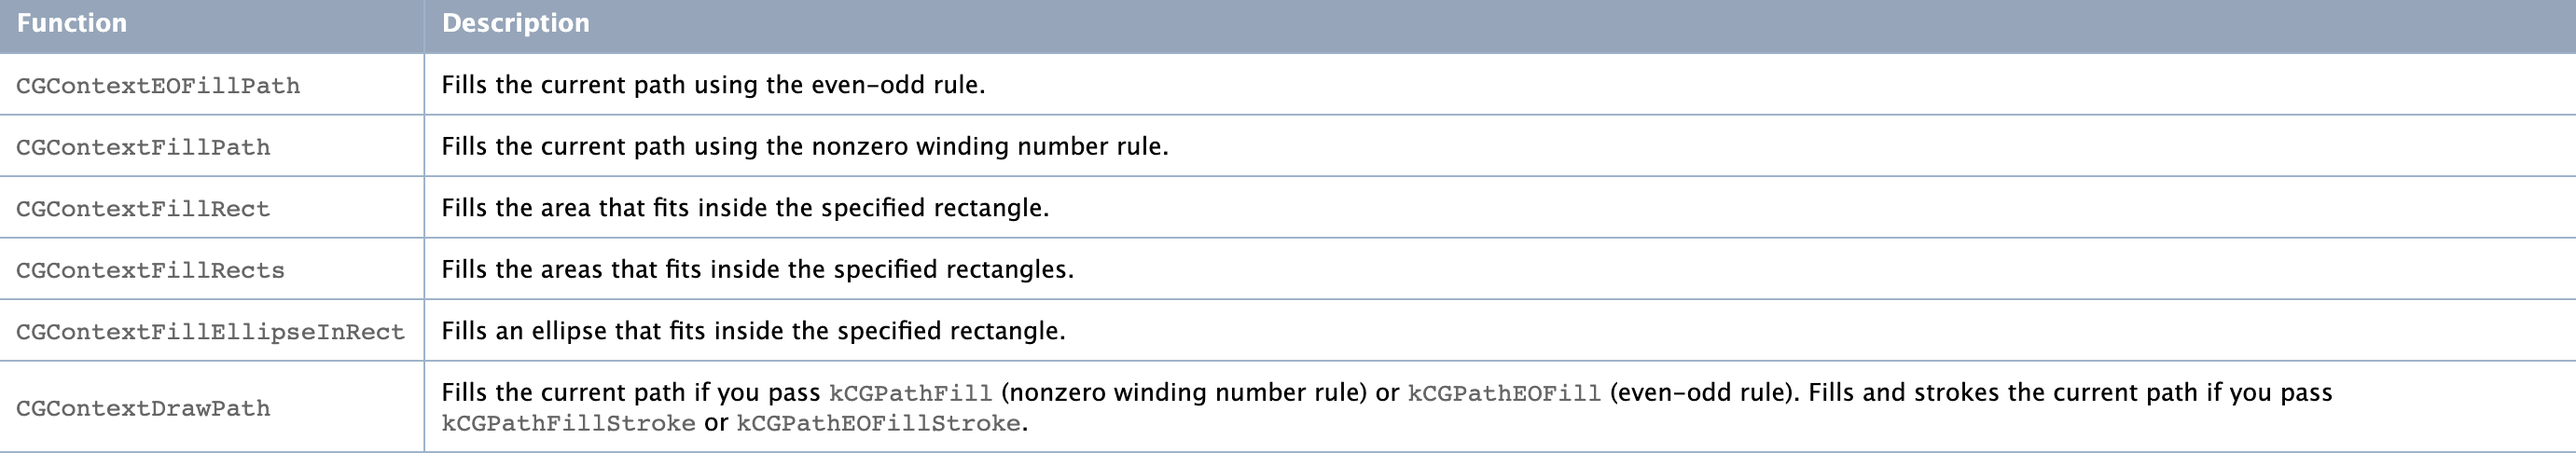 Function Description
CGContextEOFillPath Fills the current path using the even-odd rule.
CGContextFillPath Fills the current path using the nonzero winding number rule.
CGContextFillRect Fills the area that fits inside the specified rectangle.
CGContextFillRects Fills the areas that fits inside the specified rectangles.
CGContextFillEllipseInRect Fills an ellipse that fits inside the specified rectangle.
CGContextDrawPath Fills the current path if you pass kCGPathFill (nonzero winding number rule) or kCGPathEOFill (even-odd rule). Fills and strokes the current path if you pass
kCGPathFillStroke or kCGPathEOFillStroke.